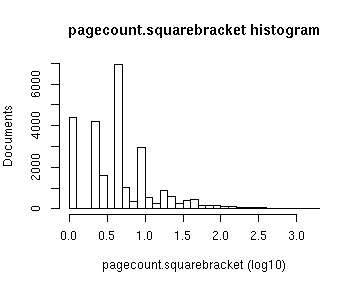 pagecount.squarebracket histogram
Documents
6000
4000
2000
0
0.0 0.5 1.0 1.5 2.0 2.5 3.0
pagecount.squarebracket (log10)